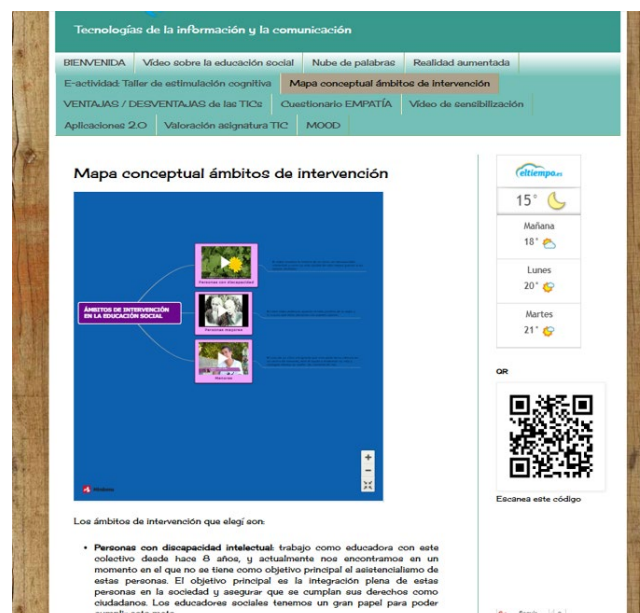 Tecnologías de la información y la comunicación
BIENVENIDA Vídeo sobre la educación social Nube de palabras Realidad aumentada
E-actividad: Taller de estimulación cognitiva Mapa conceptual ámbitos de intervención
VENTAJAS / DESVENTAJAS de las TICs Cuestionario EMPATÍA Vídeo de sensibilización
Aplicaciones 2.0 Valoración asignatura TIC MOOD
Mapa conceptual ámbitos de intervención
ÁMBITOS DE INTERVENCIÓN
EN LA EDUCACIÓN SOCIAL
Personas con discapacidad
Personas mayores
Menores
+
−
eltiempo.es
15°
Mañana
18°
Lunes
20°
Martes
21°
QR
Escanea este código
Los ámbitos de intervención que elegí son:
• Personas con discapacidad intelectual: trabajo como educadora con este
colectivo desde hace 8 años, y actualmente nos encontramos en un
momento en el que no se tiene como objetivo principal el asistencialismo de
estas personas. El objetivo principal es la integración plena de estas
personas en la sociedad y asegurar que se cumplan sus derechos como
ciudadanos. Los educadores sociales tenemos un gran papel para poder